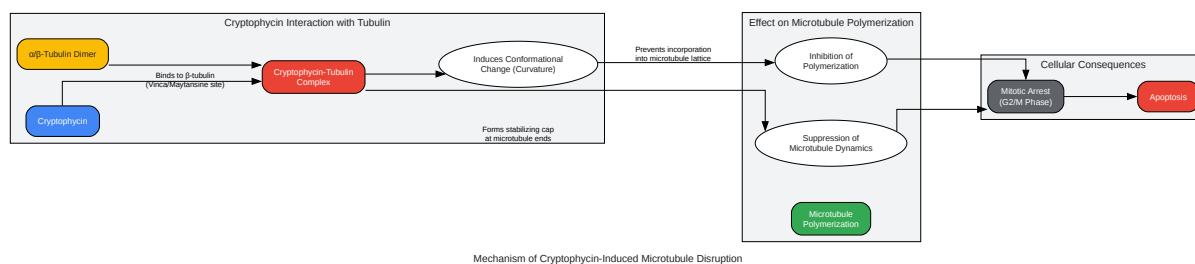 Cryptophycin Interaction with Tubulin
α/β-Tubulin Dimer
Binds to β-tubulin
(Vinca/Maytansine site)
Cryptophycin
Cryptophycin-Tubulin
Complex
Induces Conformational
Change (Curvature)
Forms stabilizing cap
at microtubule ends
Prevents incorporation
into microtubule lattice
Effect on Microtubule Polymerization
Inhibition of
Polymerization
Suppression of
Microtubule Dynamics
Microtubule
Polymerization
Cellular Consequences
Mitotic Arrest
(G2/M Phase)
Apoptosis
Mechanism of Cryptophycin-Induced Microtubule Disruption